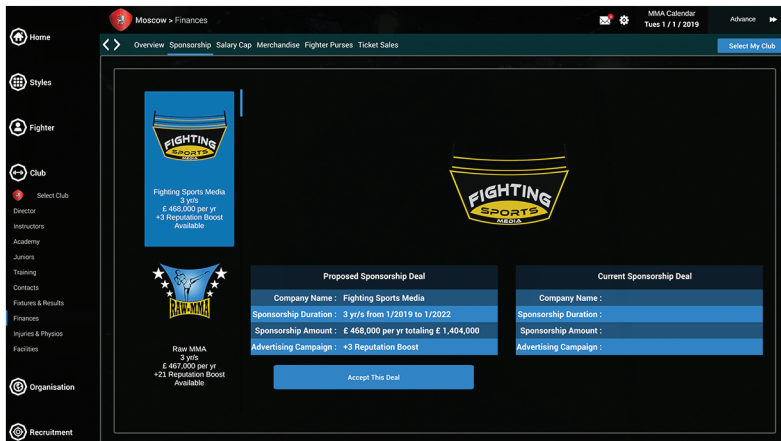 Moscow > Finances
MMA Calendar
Tues 1 / 1 / 2019
Advance
Home
Overview Sponsorship Salary Cap Merchandise Fighter Purses Ticket Sales
Select My Club
Styles
Fighter
Club
Select Club
Director
Instructors
Academy
Juniors
Training
Contacts
Fixtures & Results
Finances
Injuries & Physios
Facilities
Organisation
Recruitment
FIGHTING
SPORTS
MEDIA
Fighting Sports Media
3 yr/s
£ 468,000 per yr
+3 Reputation Boost
Available
RAW-MMA
Raw MMA
3 yr/s
£ 467,000 per yr
+21 Reputation Boost
Available
FIGHTING
SPORTS
MEDIA
Proposed Sponsorship Deal
Company Name : Fighting Sports Media
Sponsorship Duration : 3 yr/s from 1/2019 to 1/2022
Sponsorship Amount : £ 468,000 per yr totaling £ 1,404,000
Advertising Campaign : +3 Reputation Boost
Accept This Deal
Current Sponsorship Deal
Company Name :
Sponsorship Duration :
Sponsorship Amount :
Advertising Campaign :